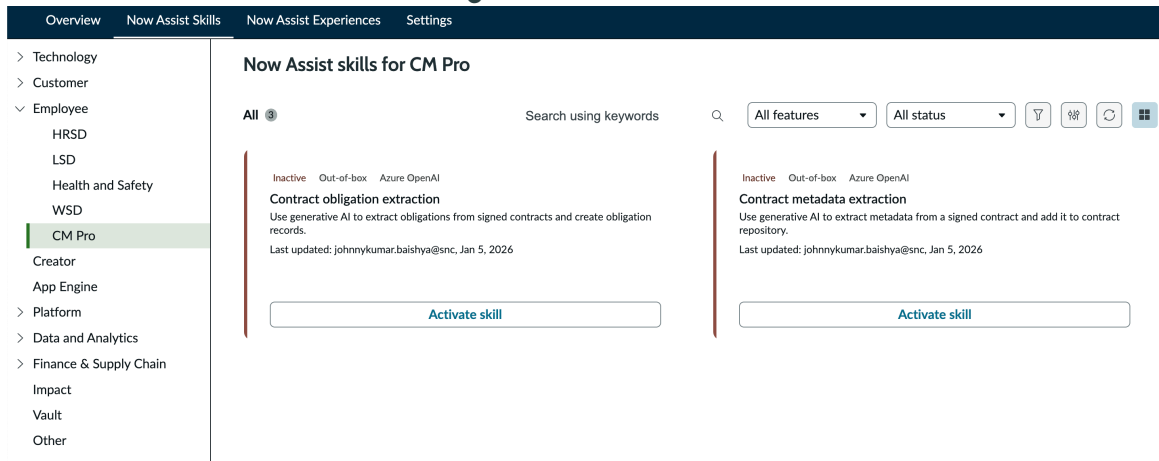 Overview Now Assist Skills Now Assist Experiences Settings
Technology
Customer
Employee
HRSD
LSD
Health and Safety
WSD
CM Pro
Creator
App Engine
Platform
Data and Analytics
Finance & Supply Chain
Impact
Vault
Other
Now Assist skills for CM Pro
All 3
Search using keywords
All features
All status
Inactive Out-of-box Azure OpenAI
Contract obligation extraction
Use generative AI to extract obligations from signed contracts and create obligation
records.
Last updated: johnnykumar.baishya@snc, Jan 5, 2026
Activate skill
Inactive Out-of-box Azure OpenAI
Contract metadata extraction
Use generative AI to extract metadata from a signed contract and add it to contract
repository.
Last updated: johnnykumar.baishya@snc, Jan 5, 2026
Activate skill